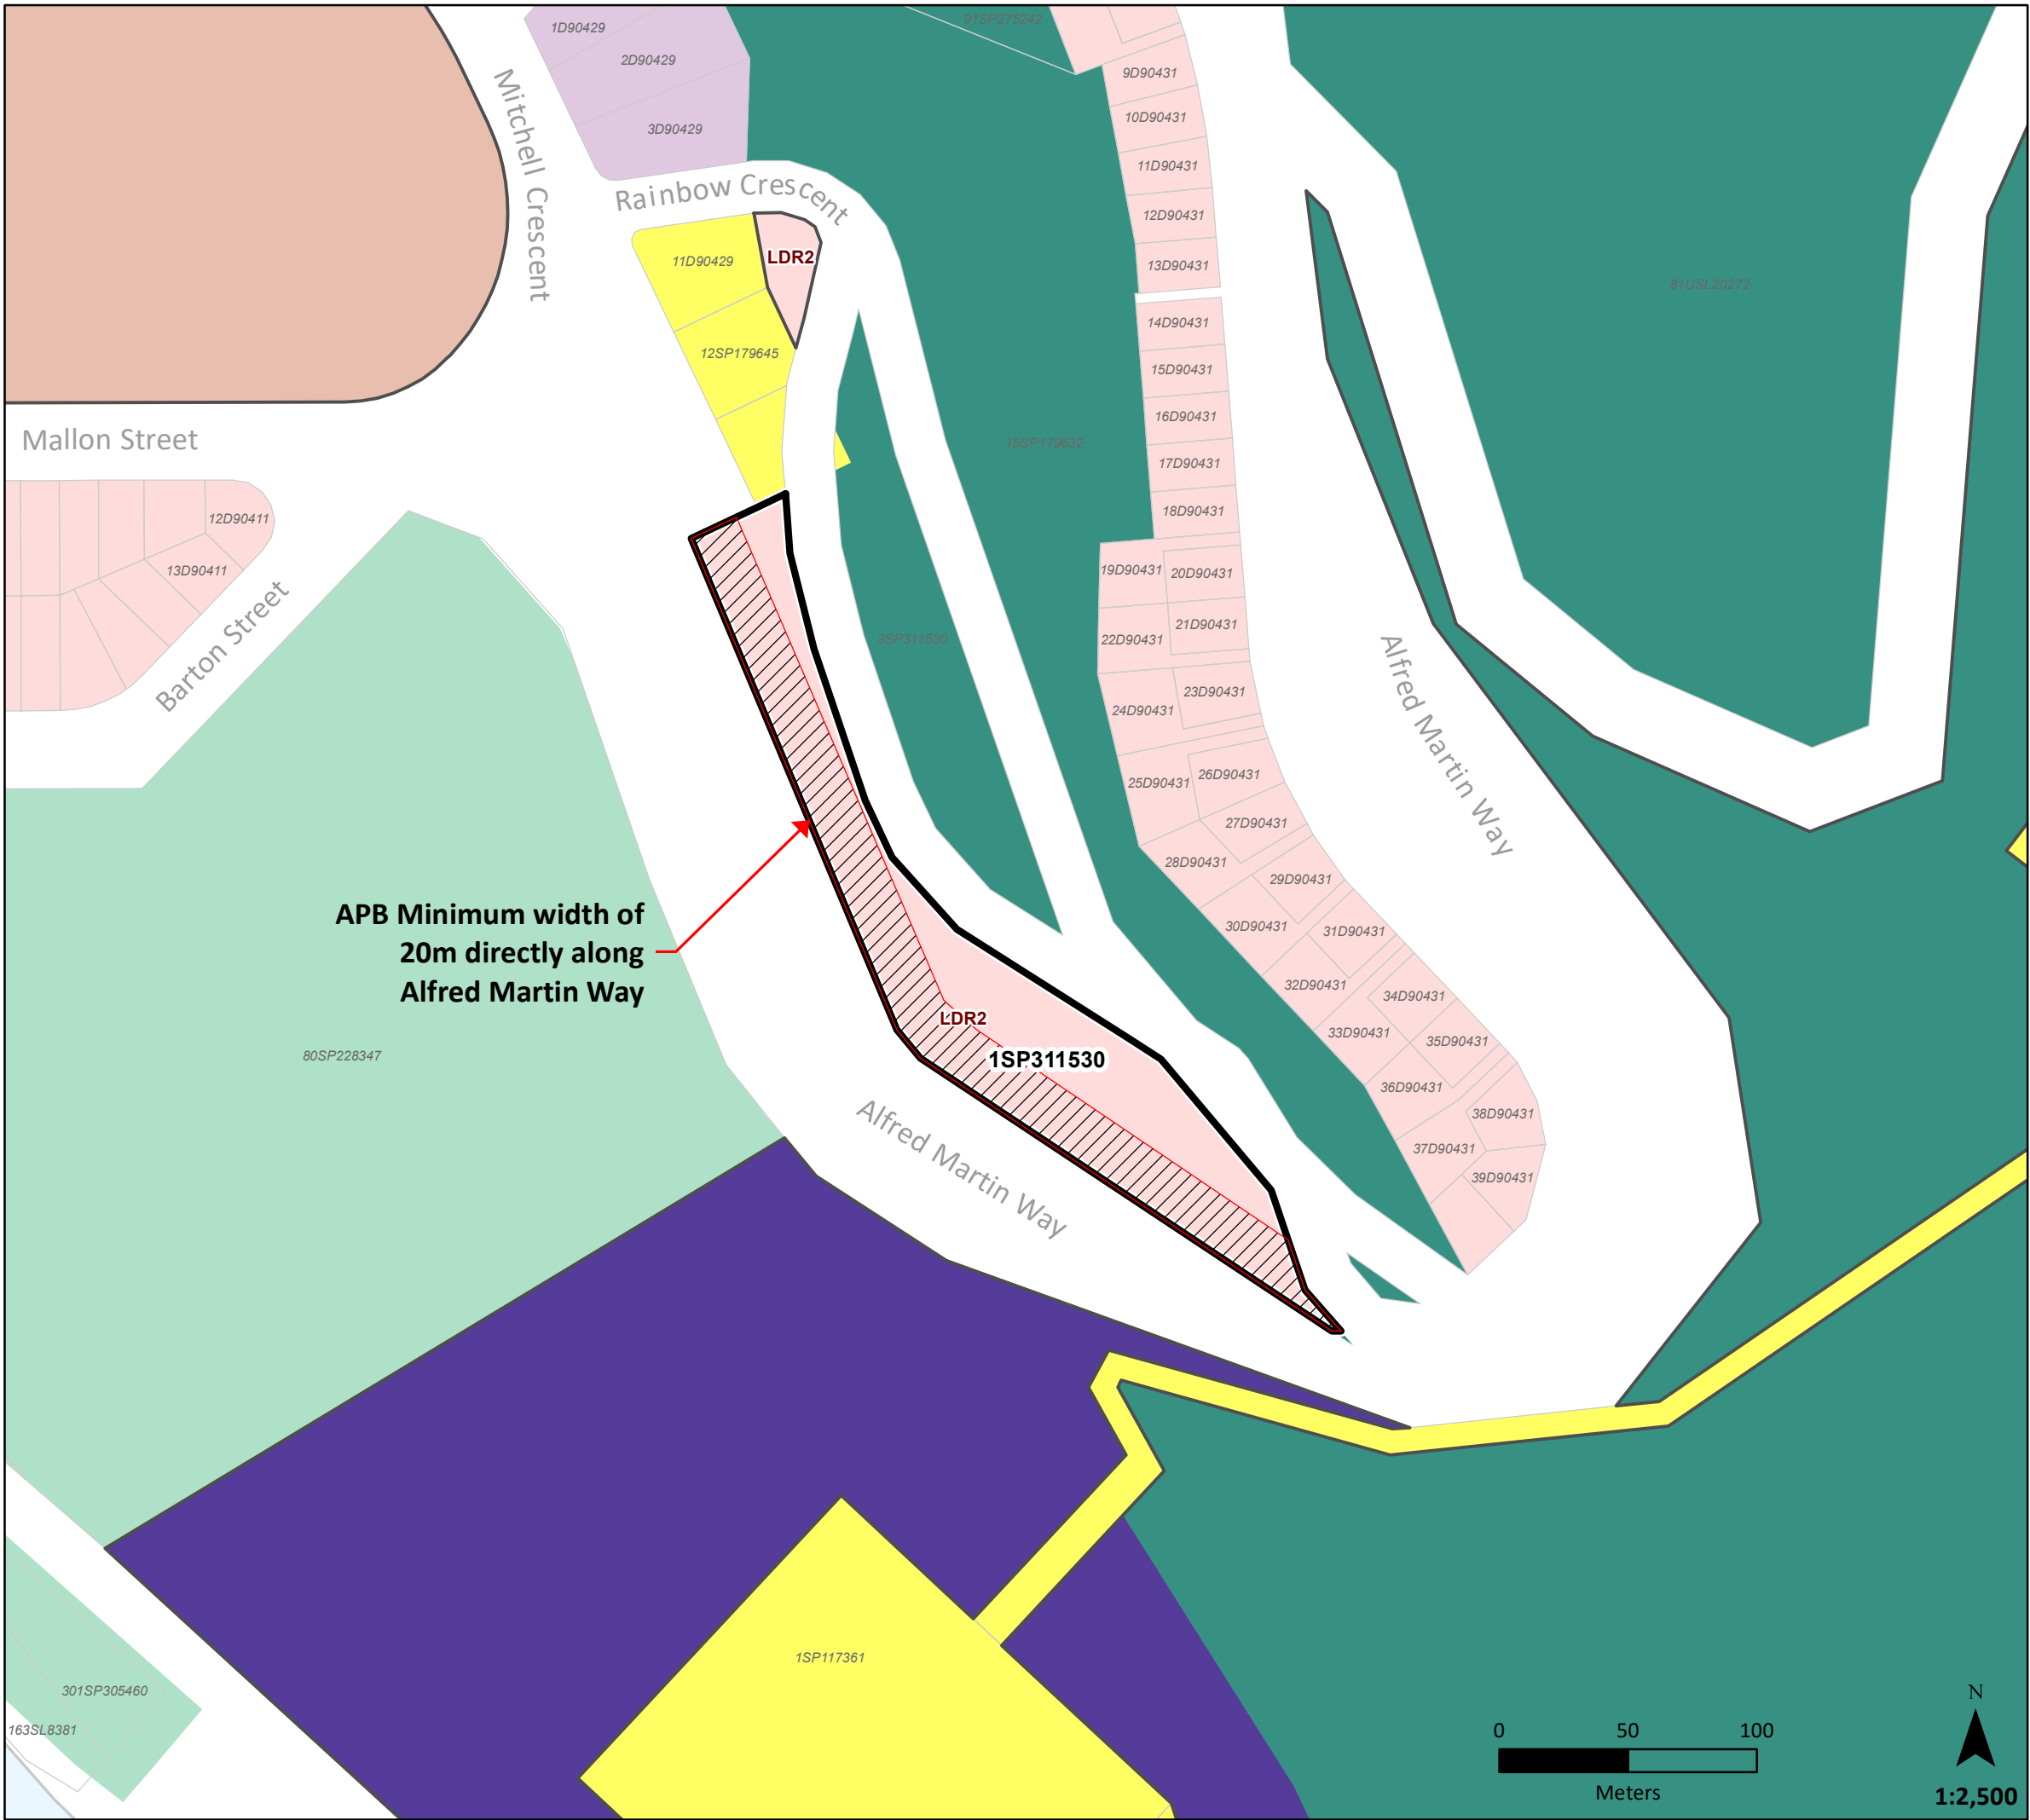 1D90429
2D90429
3D90429
91SP275242
9D90431
10D90431
11D90431
12D90431
13D90431
14D90431
15D90431
16D90431
17D90431
18D90431
19D90431
20D90431
21D90431
22D90431
23D90431
24D90431
25D90431
26D90431
27D90431
28D90431
29D90431
30D90431
31D90431
32D90431
33D90431
34D90431
35D90431
36D90431
37D90431
38D90431
39D90431
81USL20272
Mitchell Crescent
Rainbow Crescent
11D90429
LDR2
12SP179645
15SP179632
3SP311530
Mallon Street
12D90411
13D90411
Barton Street
Alfred Martin Way
APB Minimum width of
20m directly along
Alfred Martin Way
LDR2
1SP311530
80SP228347
Alfred Martin Way
1SP117361
301SP305460
163SL8381
0 50 100
Meters
N
1:2,500